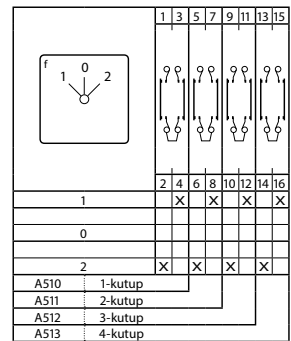 1 3 5 7 9 11 13 15
f
0
1 2
2 4 6 8 10 12 14 16
1 X X X X
0
2 X X X X
A510 1-kutup
A511 2-kutup
A512 3-kutup
A513 4-kutup